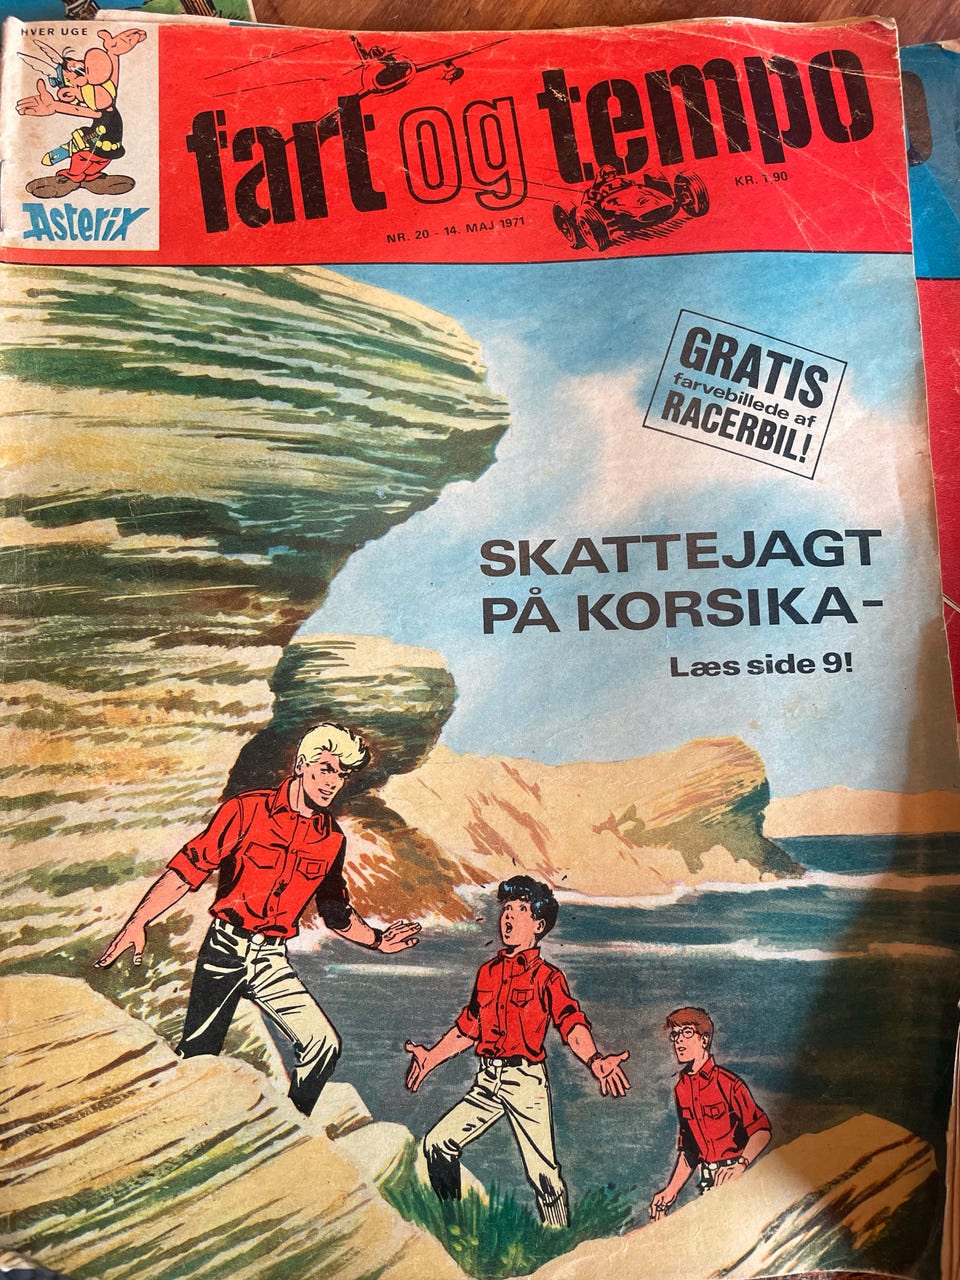 HVER UGE
Asterix
fart og tempo
NR. 20 - 14. MAJ 1971
KR. 1,90
GRATIS
farvebillede af
RACERBIL!
SKATTEJAGT
PÅ KORSIKA-
Læs side 9!